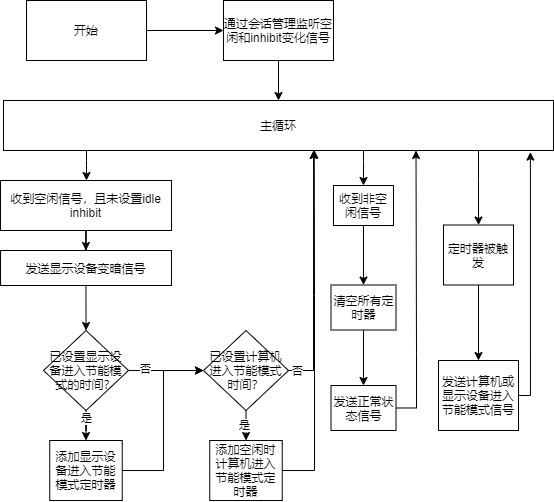 开始
通过会话管理监听空
闲和inhibit变化信号
主循环
收到空闲信号，且未设置idle
inhibit
发送显示设备变暗信号
已设置显示设
备进入节能模
式的时间？
否
是
添加显示设
备进入节能
模式定时器
已设置计算机
进入节能模式
时间？
否
是
添加空闲时
计算机进入
节能模式定时
器
收到非空
闲信号
清空所有定
时器
发送正常状
态信号
定时器被触
发
发送计算机或
显示设备进入
节能模式信号